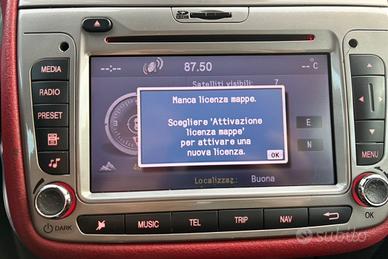 --:-- 87.50 --°C
Satelliti visibili: 7
Manca licenza mappe.
Scegliere 'Attivazione
licenza mappe'
per attivare una
nuova licenza.
OK
E
N
Localizzaz.: Buona
MEDIA
RADIO
PRESET
MENU
DARK
MUSIC
TEL
TRIP
NAV
OK
subito